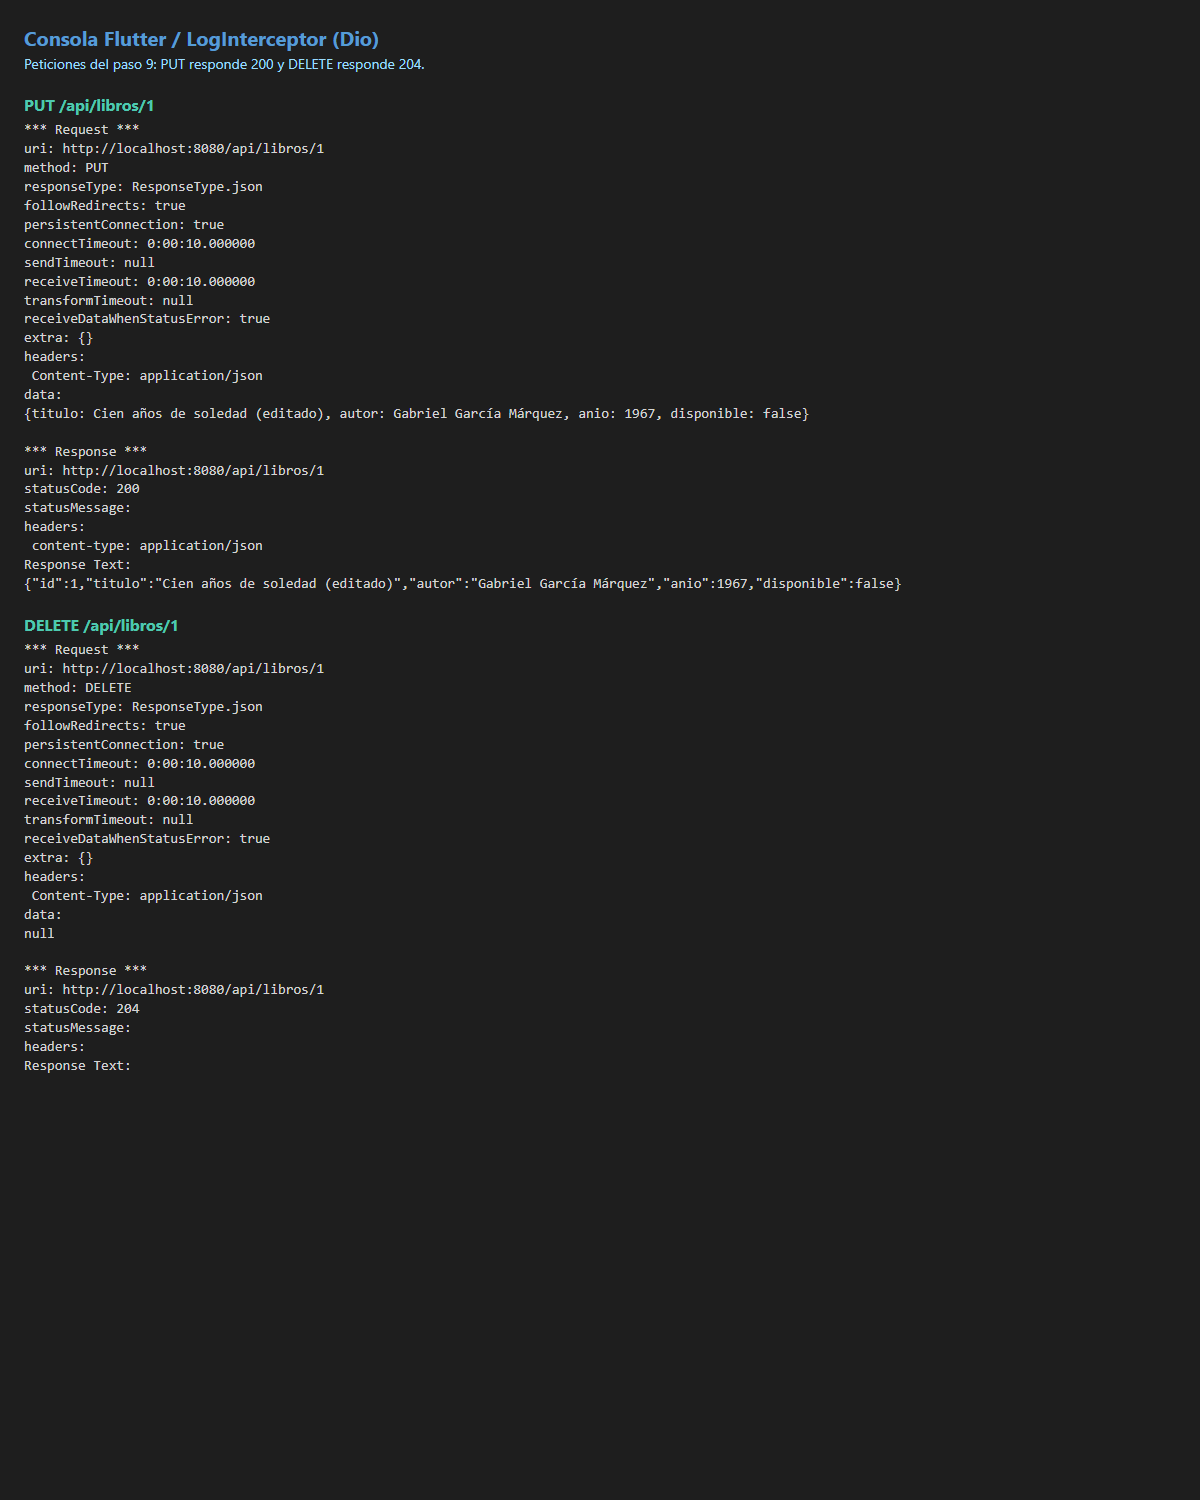 Consola Flutter / LogInterceptor (Dio)
Peticiones del paso 9: PUT responde 200 y DELETE responde 204.
PUT /api/libros/1
*** Request ***
uri: http://localhost:8080/api/libros/1
method: PUT
responseType: ResponseType.json
followRedirects: true
persistentConnection: true
connectTimeout: 0:00:10.000000
sendTimeout: null
receiveTimeout: 0:00:10.000000
transformTimeout: null
receiveDataWhenStatusError: true
extra: {}
headers:
 Content-Type: application/json
data:
{titulo: Cien años de soledad (editado), autor: Gabriel García Márquez, anio: 1967, disponible: false}
*** Response ***
uri: http://localhost:8080/api/libros/1
statusCode: 200
statusMessage:
headers:
 content-type: application/json
Response Text:
{"id":1,"titulo":"Cien años de soledad (editado)","autor":"Gabriel García Márquez","anio":1967,"disponible":false}
DELETE /api/libros/1
*** Request ***
uri: http://localhost:8080/api/libros/1
method: DELETE
responseType: ResponseType.json
followRedirects: true
persistentConnection: true
connectTimeout: 0:00:10.000000
sendTimeout: null
receiveTimeout: 0:00:10.000000
transformTimeout: null
receiveDataWhenStatusError: true
extra: {}
headers:
 Content-Type: application/json
data:
null
*** Response ***
uri: http://localhost:8080/api/libros/1
statusCode: 204
statusMessage:
headers:
Response Text: